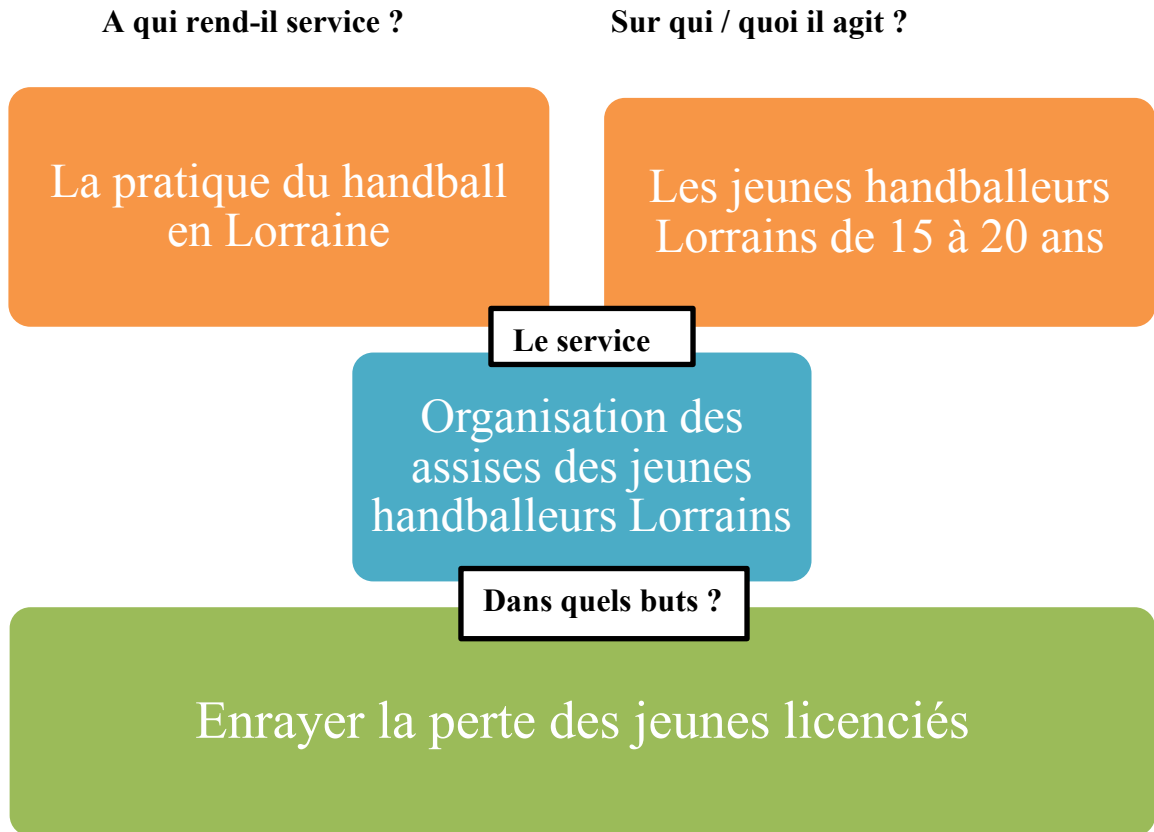 A qui rend-il service ?
Sur qui / quoi il agit ?
La pratique du handball
en Lorraine
Les jeunes handballeurs
Lorrains de 15 à 20 ans
Le service
Organisation des
assises des jeunes
handballeurs Lorrains
Dans quels buts ?
Enrayer la perte des jeunes licenciés